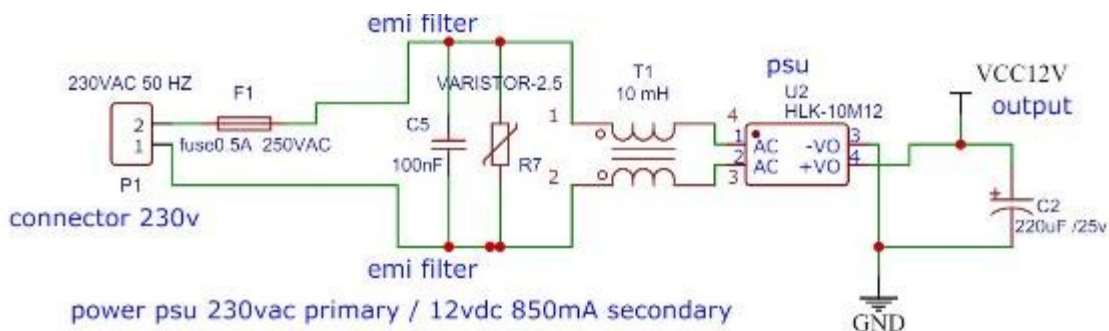 emi filter
230VAC 50 HZ
F1
VARISTOR-2.5
T1
10 mH
psu
U2
HLK-10M12
VCC12V
output
2
1
fuse0.5A 250VAC
P1
C5
100nF
R7
1
2
4
3
1 AC -VO 3
2 AC +VO 4
+
C2
220uF /25v
connector 230v
emi filter
power psu 230vac primary / 12vdc 850mA secondary
GND